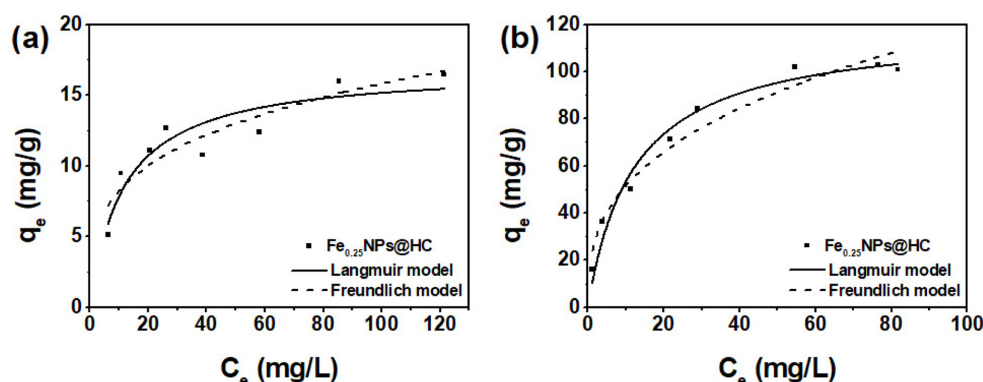 (a)
20
15
10
5
0
qe (mg/g)
Fe0.25NPs@HC
Langmuir model
Freundlich model
0 20 40 60 80 100 120
Ce (mg/L)
(b)
120
100
80
60
40
20
0
qe (mg/g)
Fe0.25NPs@HC
Langmuir model
Freundlich model
0 20 40 60 80 100
Ce (mg/L)